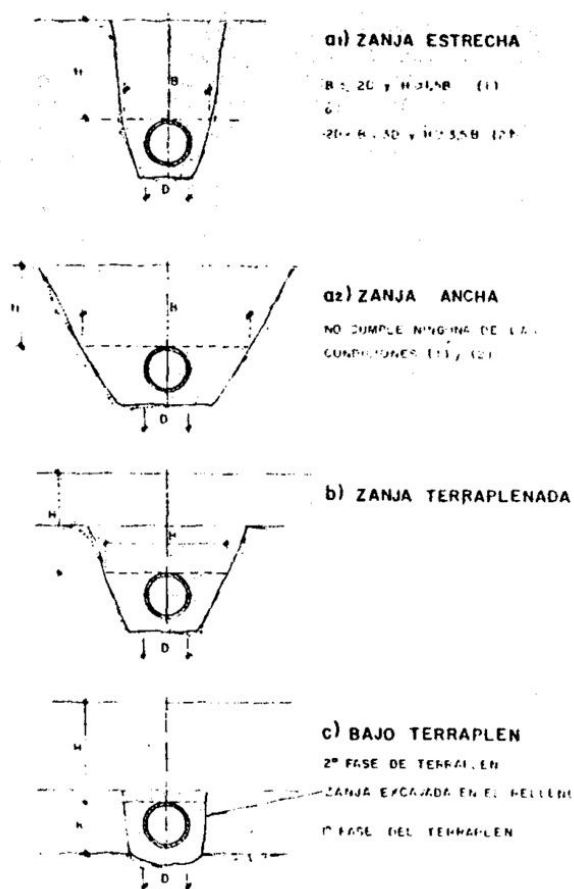 a1) ZANJA ESTRECHA
H
B
D
a2) ZANJA ANCHA
NO CUMPLE NINGUNA DE LAS
CONDICIONES (1) y (2)
H
B
D
b) ZANJA TERRAPLENADA
H
H
D
c) BAJO TERRAPLEN
2ª FASE DE TERRAPLEN
ZANJA EXCAVADA EN EL RELLENO
1ª FASE DEL TERRAPLEN
H
D